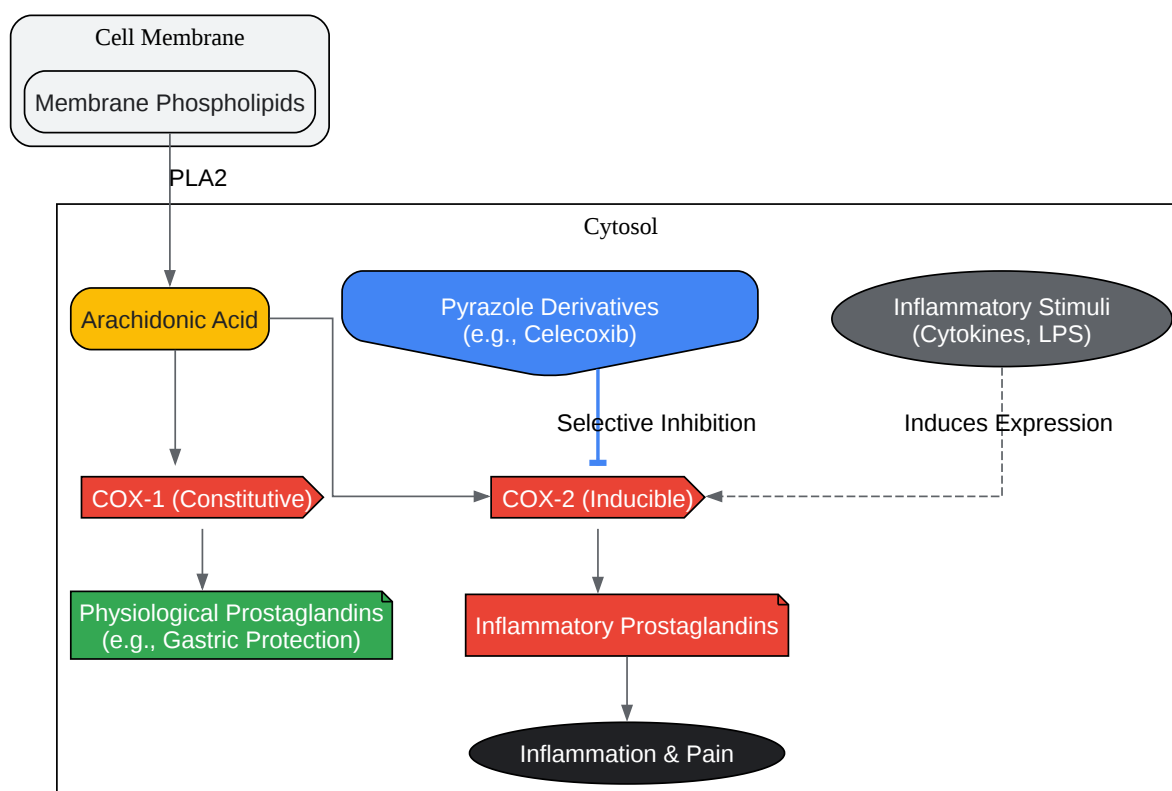 Cell Membrane
Membrane Phospholipids
PLA2
Cytosol
Arachidonic Acid
Pyrazole Derivatives
(e.g., Celecoxib)
Inflammatory Stimuli
(Cytokines, LPS)
Selective Inhibition
Induces Expression
COX-1 (Constitutive)
COX-2 (Inducible)
Physiological Prostaglandins
(e.g., Gastric Protection)
Inflammatory Prostaglandins
Inflammation & Pain